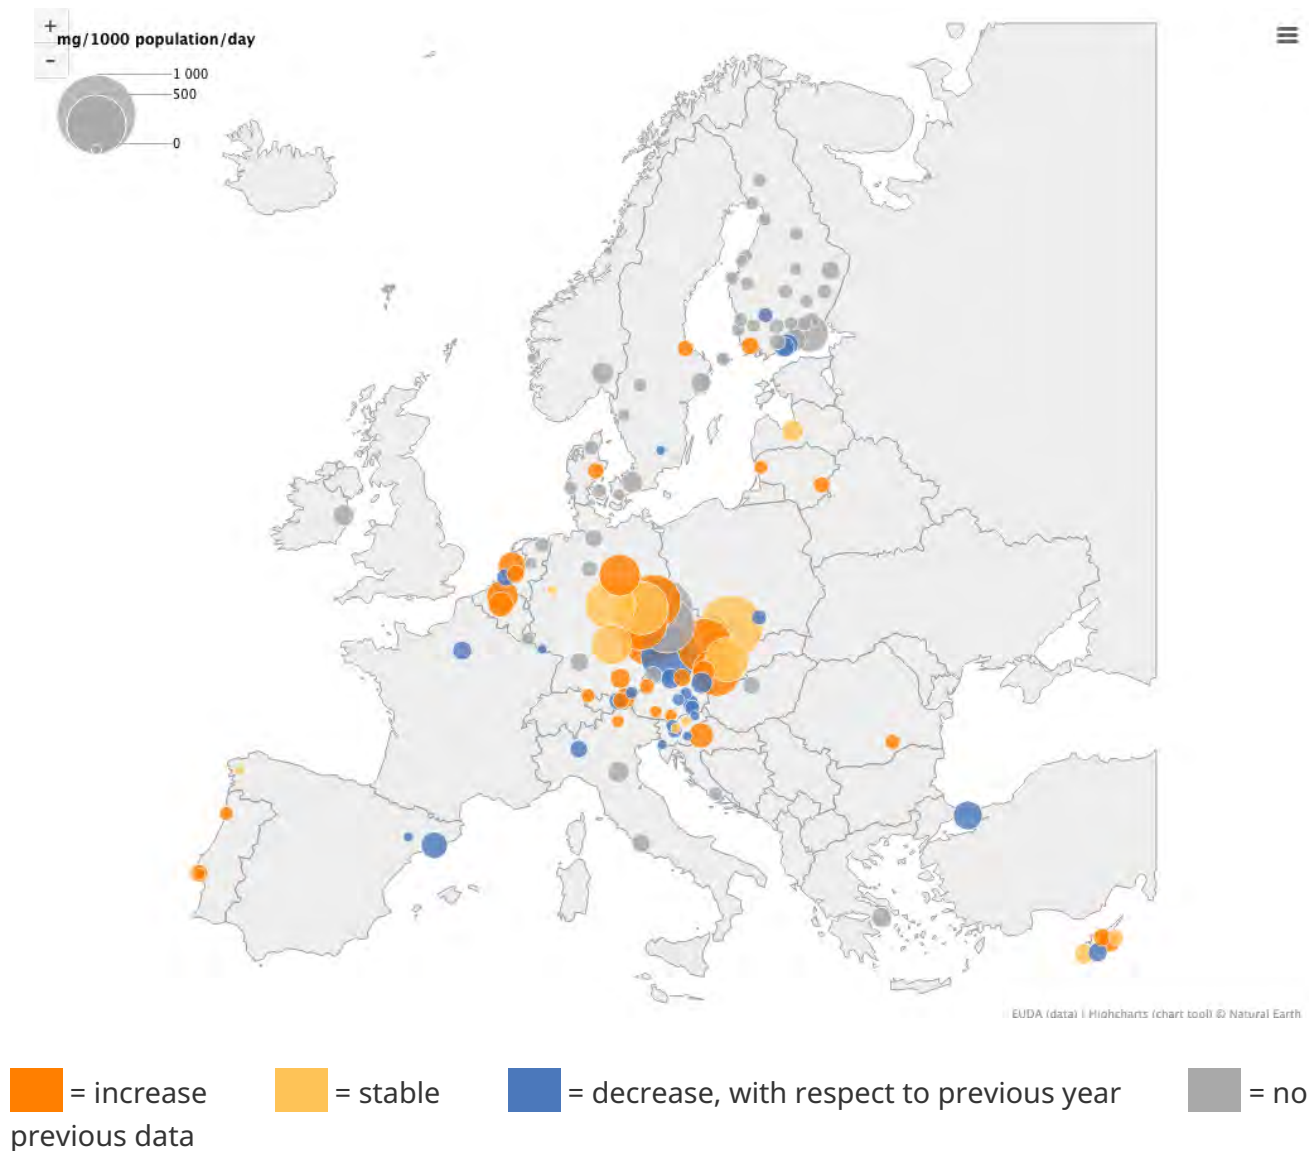 +
mg/1000 population/day
-
1 000
500
0
EUDA (data) | Highcharts (chart tool) © Natural Earth
= increase = stable = decrease, with respect to previous year = no
previous data